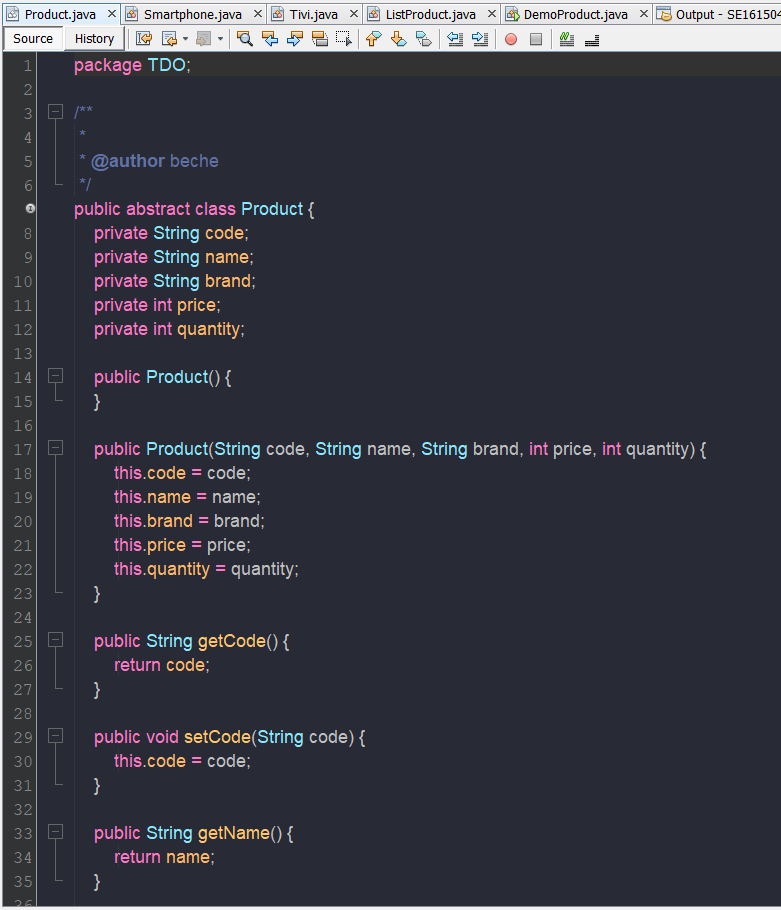 Product.java Smartphone.java Tivi.java ListProduct.java DemoProduct.java Output - SE161504
Source History
1 package TDO;
2
3 /**
4 *
5 * @author beche
6 */
public abstract class Product {
8 private String code;
9 private String name;
10 private String brand;
11 private int price;
12 private int quantity;
13
14 public Product() {
15 }
16
17 public Product(String code, String name, String brand, int price, int quantity) {
18 this.code = code;
19 this.name = name;
20 this.brand = brand;
21 this.price = price;
22 this.quantity = quantity;
23 }
24
25 public String getCode() {
26 return code;
27 }
28
29 public void setCode(String code) {
30 this.code = code;
31 }
32
33 public String getName() {
34 return name;
35 }
36